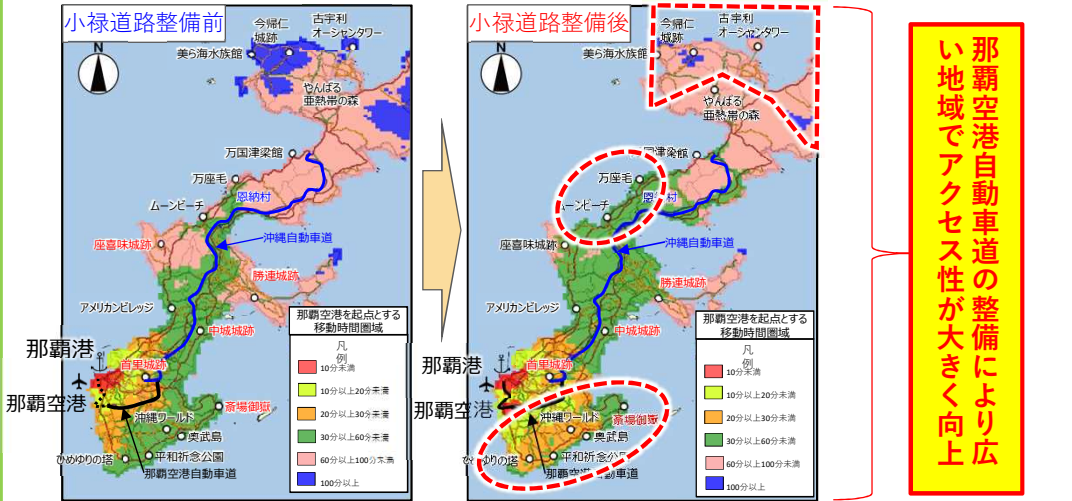 小禄道路整備前
N
今帰仁
城跡
古宇利
オーシャンタワー
美ら海水族館
やんばる
亜熱帯の森
万国津梁館
万座毛
恩納村
ムーンビーチ
沖縄自動車道
座喜味城跡
勝連城跡
アメリカンビレッジ
中城城跡
那覇港
首里城跡
那覇空港
斎場御嶽
沖縄ワールド
奥武島
ひめゆりの塔
平和祈念公園
那覇空港自動車道
那覇空港を起点とする
移動時間圏域
凡
例
10分未満
10分以上20分未満
20分以上30分未満
30分以上60分未満
60分以上100分未満
100分以上
小禄道路整備後
N
今帰仁
城跡
古宇利
オーシャンタワー
美ら海水族館
やんばる
亜熱帯の森
国津梁館
万座毛
恩納村
ムーンビーチ
沖縄自動車道
座喜味城跡
勝連城跡
アメリカンビレッジ
中城城跡
那覇港
首里城跡
那覇空港
斎場御嶽
沖縄ワールド
奥武島
ひめゆりの塔
平和祈念公
那覇空港自動車道
那覇空港を起点とする
移動時間圏域
凡
例
10分未満
10分以上20分未満
20分以上30分未満
30分以上60分未満
60分以上100分未満
100分以上
那覇空港自動車道の整備により広
い地域でアクセス性が大きく向上